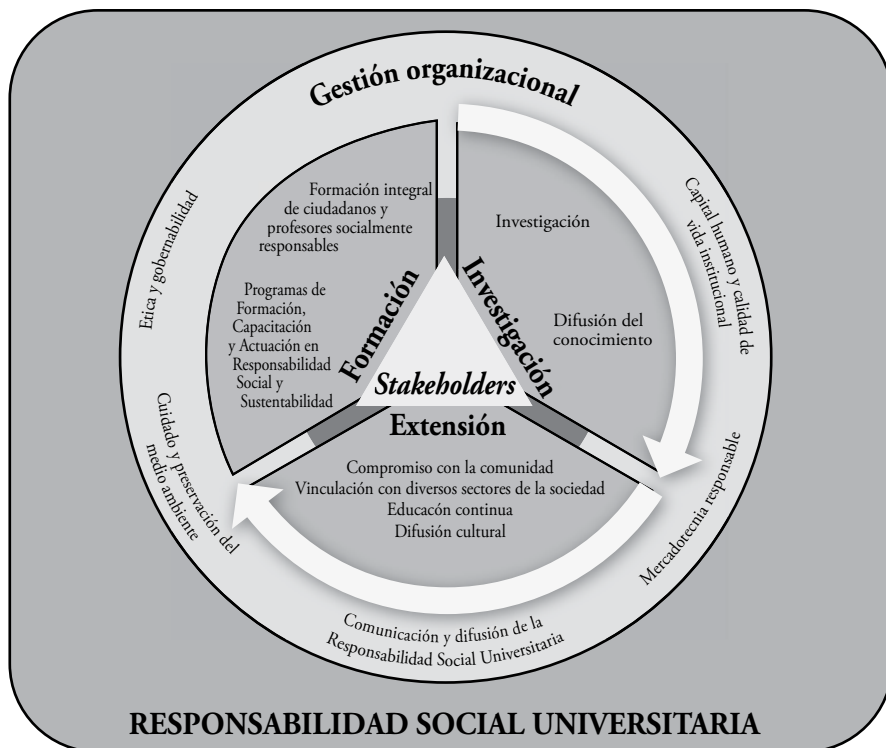 Gestión organizacional
Etica y gobernabilidad
Formación integral
de ciudadanos y
profesores socialmente
responsables
Programas de
Formación,
Capacitación
y Actuación en
Responsabilidad
Social y
Sustentabilidad
Formación
Investigación
Investigación
Difusión del
conocimiento
Capital humano y calidad de
vida institucional
Stakeholders
Extensión
Compromiso con la comunidad
Vinculación con diversos sectores de la sociedad
Educacón continua
Difusión cultural
Cuidado y preservación del
medio ambiente
Mercadotecnia responsable
Comunicación y difusión de la
Responsabilidad Social Universitaria
RESPONSABILIDAD SOCIAL UNIVERSITARIA